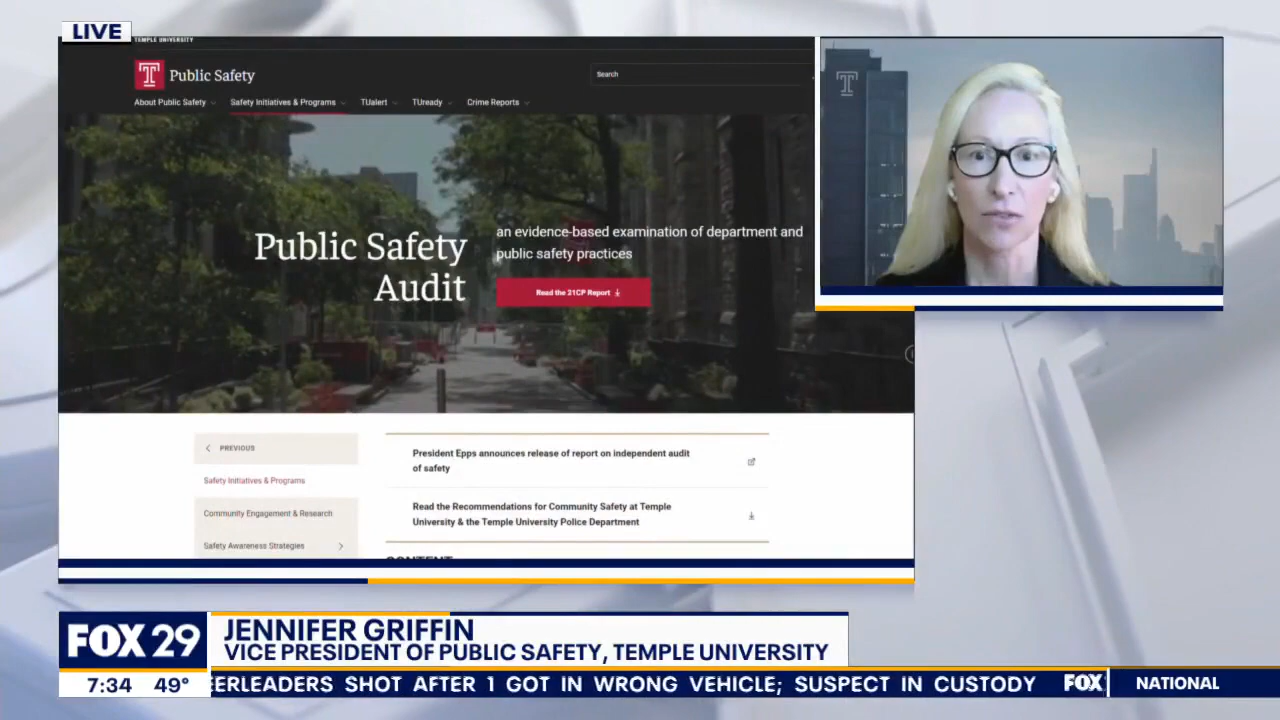 LIVE
TEMPLE UNIVERSITY
T Public Safety
Search
About Public Safety
Safety Initiatives & Programs
TUalert
TUready
Crime Reports
T
Public Safety
Audit
an evidence-based examination of department and
public safety practices
Read the 21CP Report
PREVIOUS
Safety Initiatives & Programs
Community Engagement & Research
Safety Awareness Strategies
President Epps announces release of report on independent audit
of safety
Read the Recommendations for Community Safety at Temple
University & the Temple University Police Department
CONTENT
FOX 29
JENNIFER GRIFFIN
VICE PRESIDENT OF PUBLIC SAFETY, TEMPLE UNIVERSITY
7:34 49°
EERLEADERS SHOT AFTER 1 GOT IN WRONG VEHICLE; SUSPECT IN CUSTODY
FOX
NATIONAL